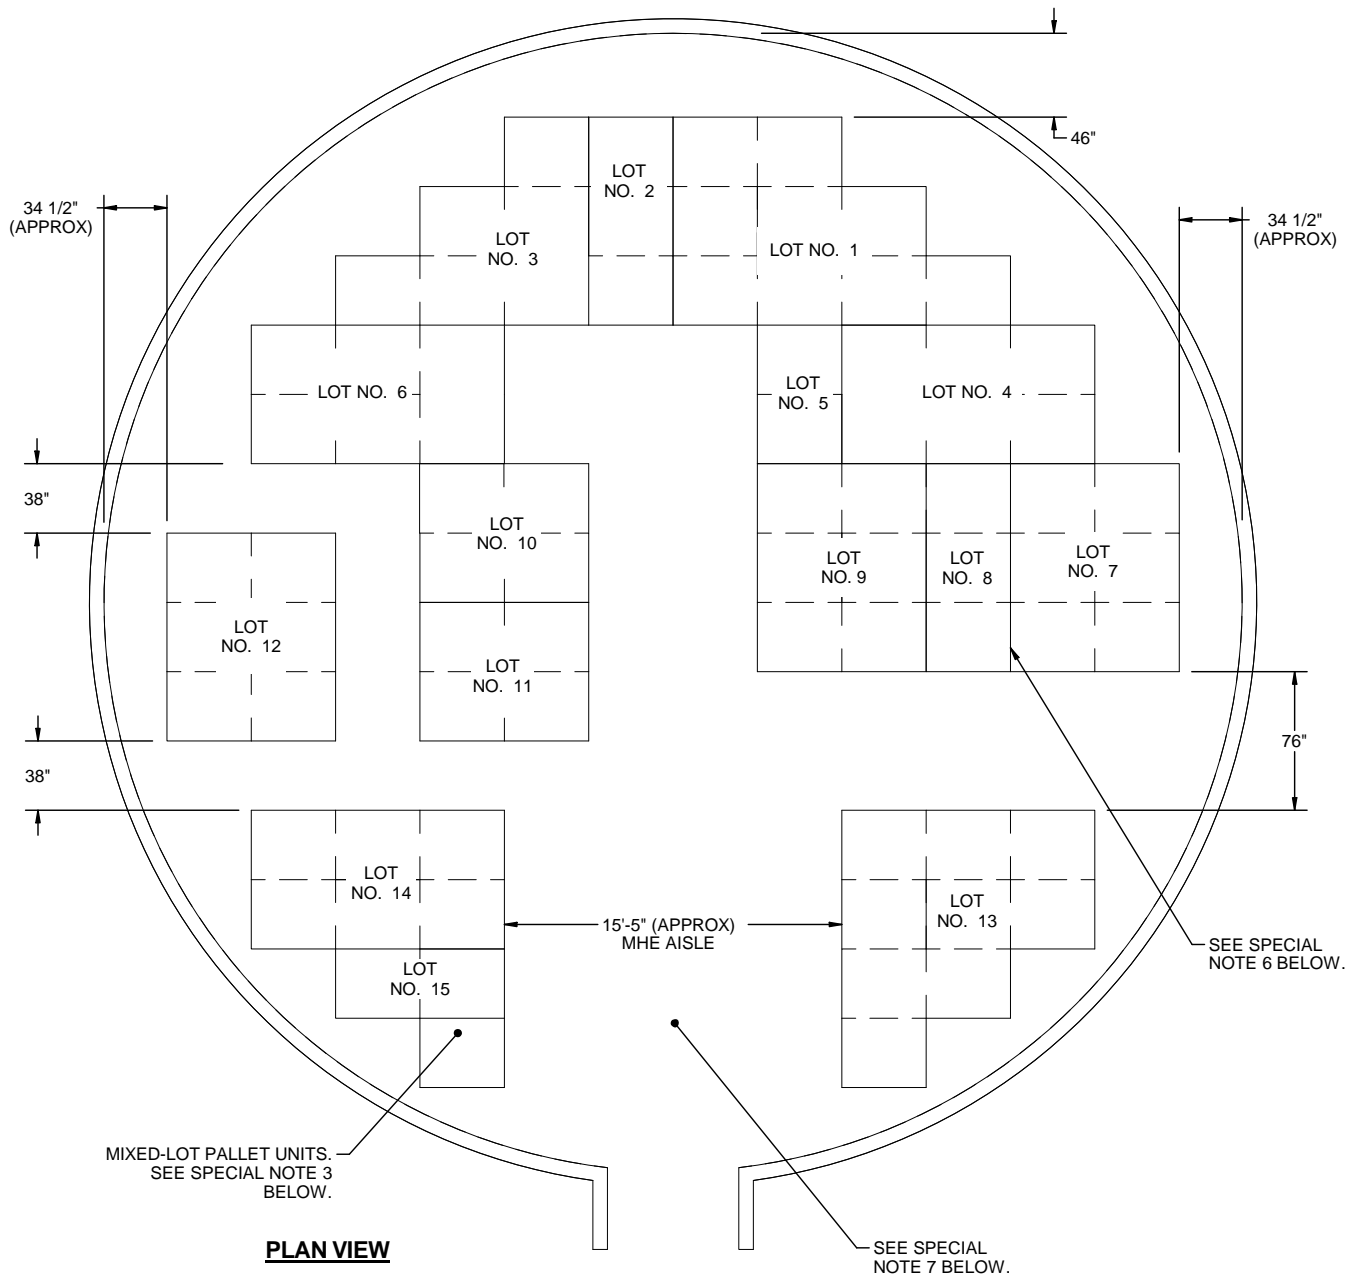 46"
34 1/2"
(APPROX)
34 1/2"
(APPROX)
LOT
NO. 2
LOT
NO. 3
LOT NO. 1
LOT NO. 6
LOT
NO. 5
LOT NO. 4
38"
LOT
NO. 10
LOT
NO. 9
LOT
NO. 8
LOT
NO. 7
LOT
NO. 12
LOT
NO. 11
76"
38"
LOT
NO. 14
LOT
NO. 13
15'-5" (APPROX)
MHE AISLE
SEE SPECIAL
NOTE 6 BELOW.
LOT
NO. 15
MIXED-LOT PALLET UNITS.
SEE SPECIAL NOTE 3
BELOW.
PLAN VIEW
SEE SPECIAL
NOTE 7 BELOW.